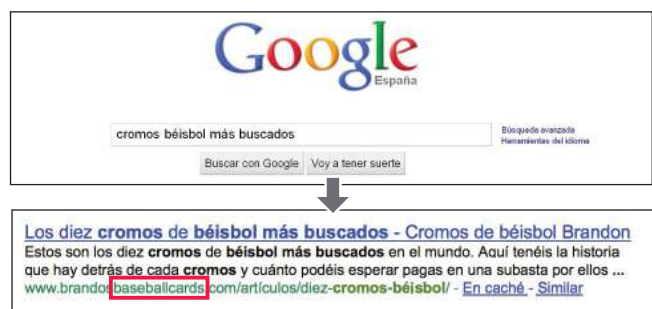 Google
España
cromos béisbol más buscados
Búsqueda avanzada
Herramientas del idioma
Buscar con Google Voy a tener suerte
Los diez cromos de béisbol más buscados - Cromos de béisbol Brandon
Estos son los diez cromos de béisbol más buscados en el mundo. Aquí tenéis la historia
que hay detrás de cada cromos y cuánto podéis esperar pagas en una subasta por ellos ...
www.brandosbaseballcards.com/artículos/diez-cromos-béisbol/ - En caché - Similar